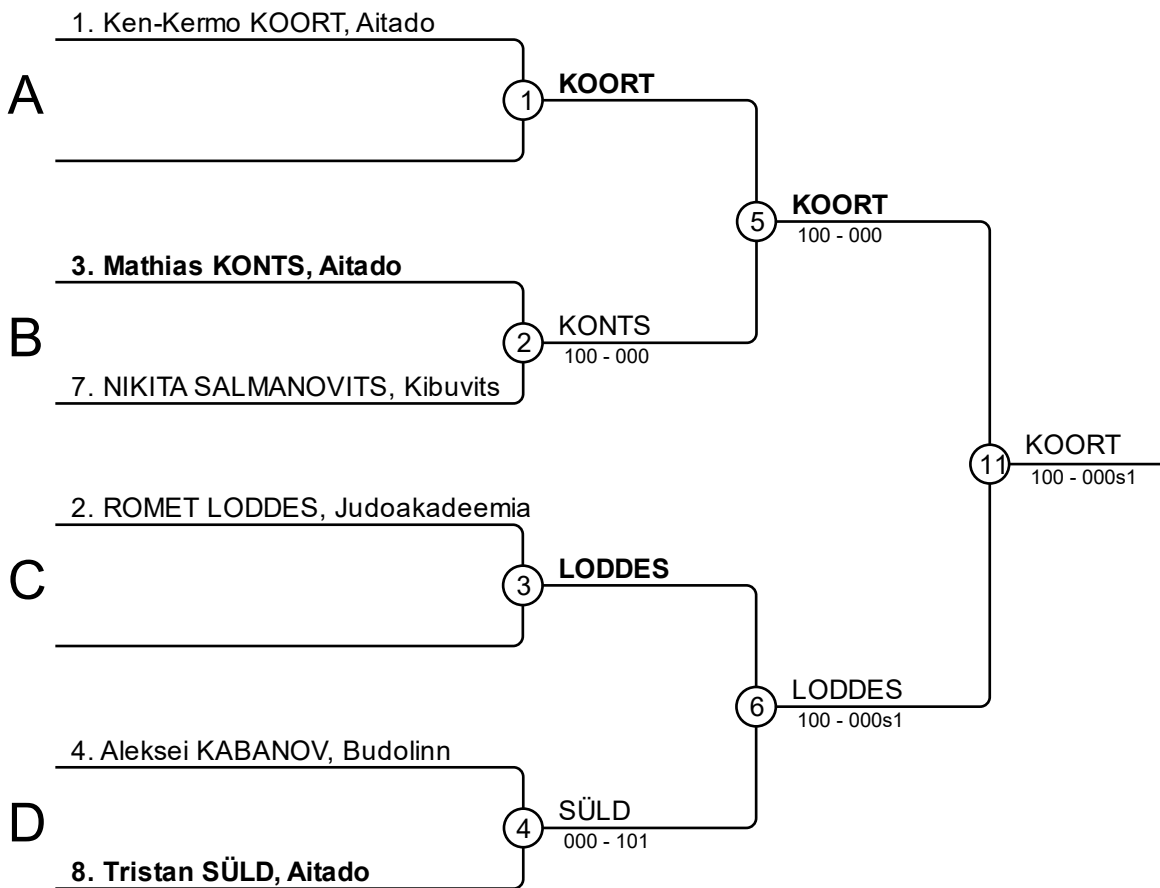 1. Ken-Kermo KOORT, Aitado
A
1
KOORT
5
KOORT
100 - 000
3. Mathias KONTS, Aitado
B
2
KONTS
100 - 000
7. NIKITA SALMANOVITS, Kibuvits
11
KOORT
100 - 000s1
2. ROMET LODDES, Judoakadeemia
C
3
LODDES
6
LODDES
100 - 000s1
4. Aleksei KABANOV, Budolinn
D
4
SÜLD
000 - 101
8. Tristan SÜLD, Aitado